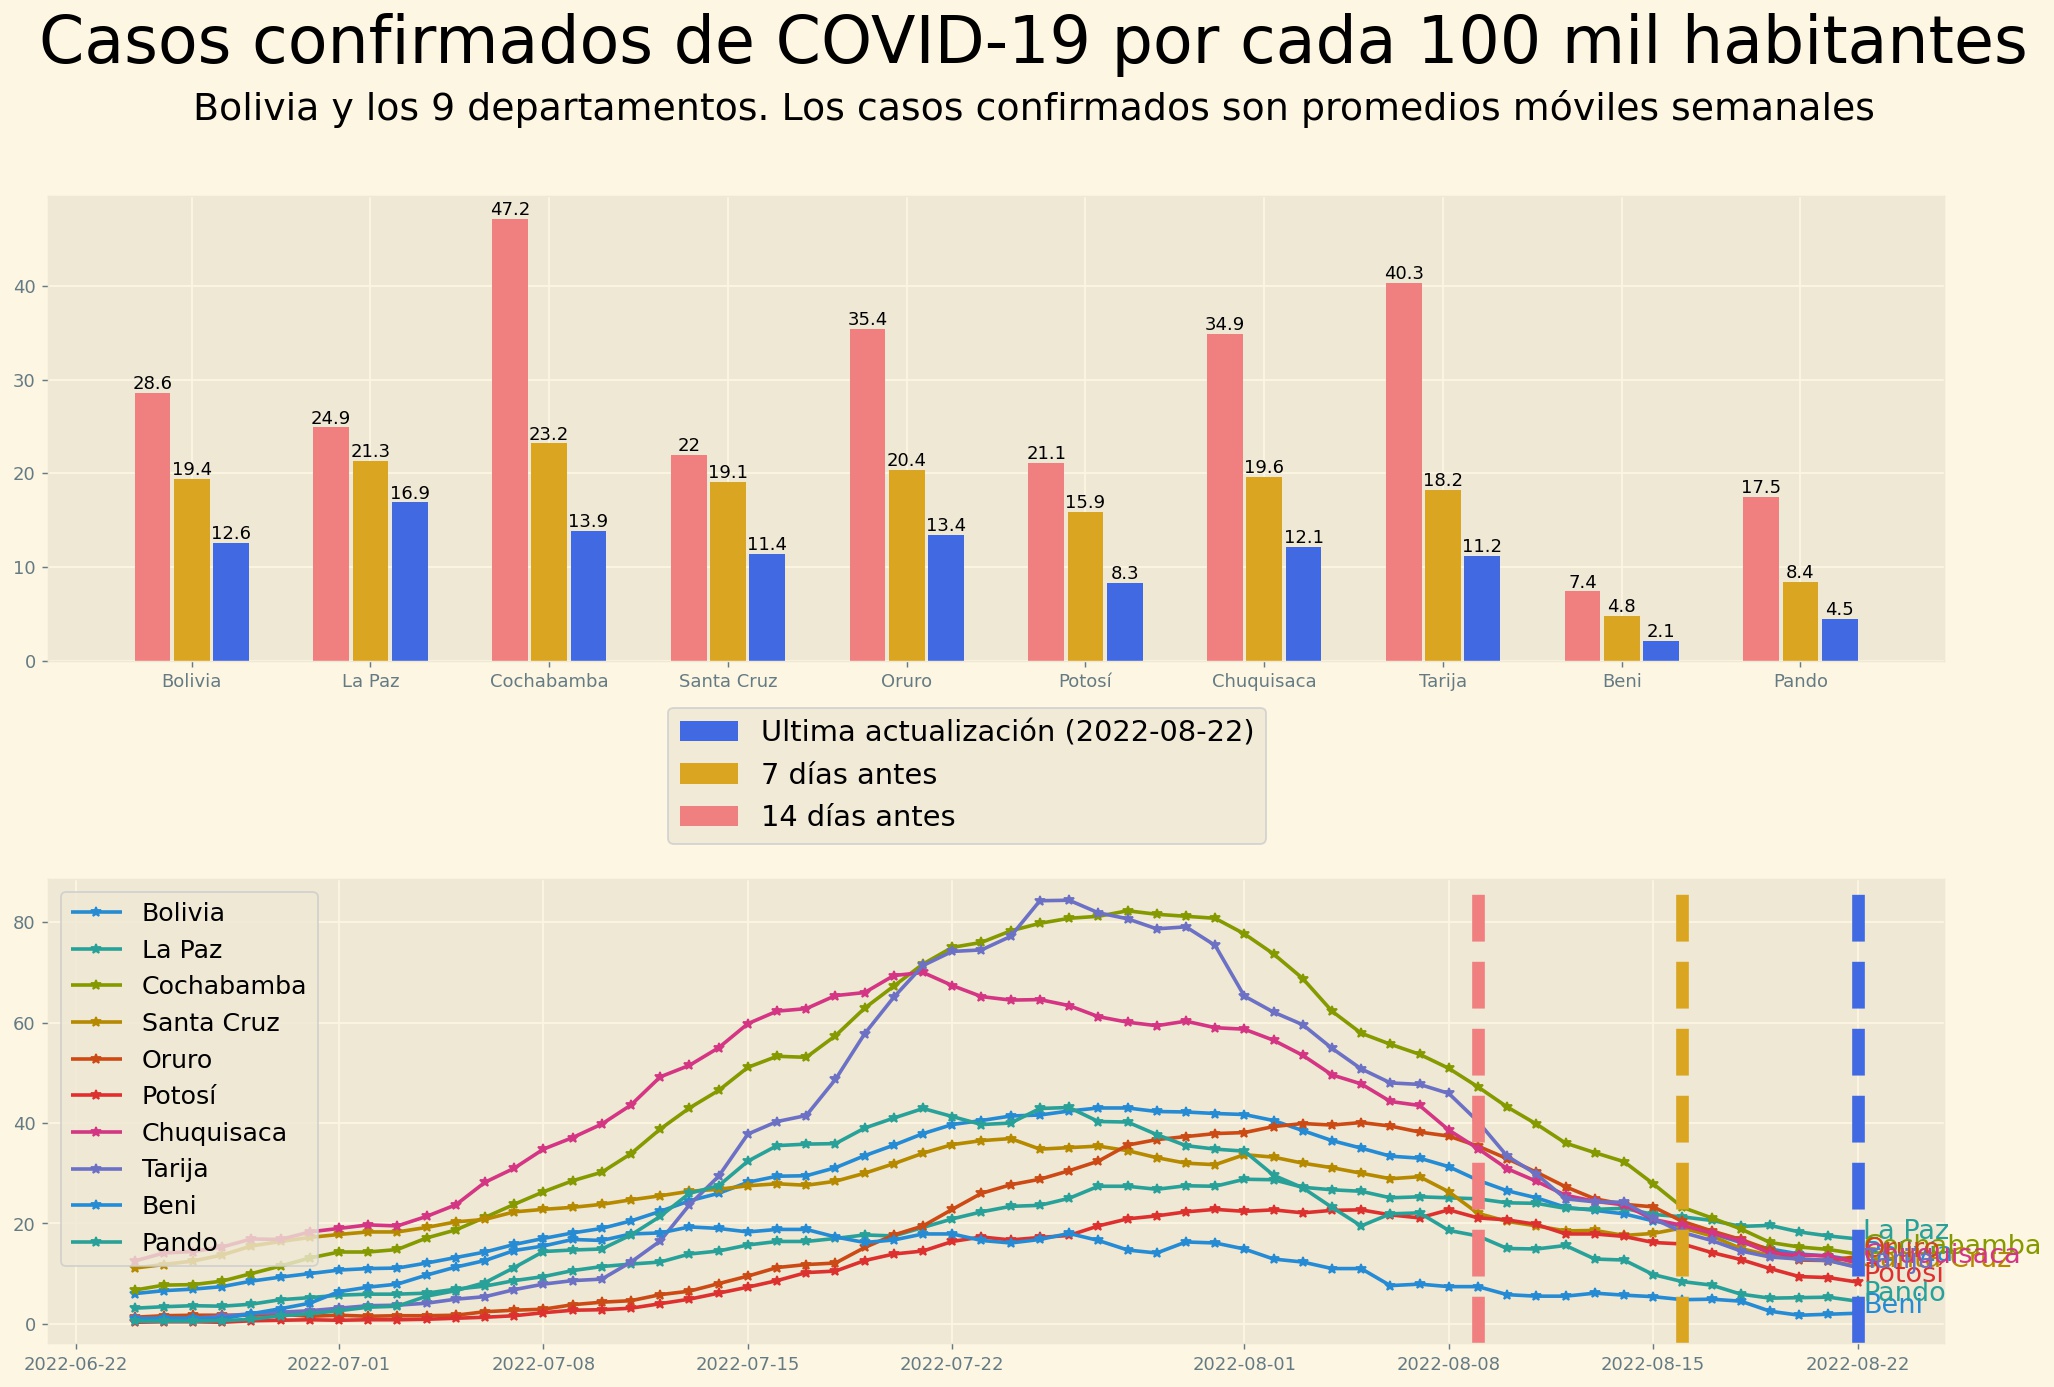 Casos confirmados de COVID-19 por cada 100 mil habitantes
Bolivia y los 9 departamentos. Los casos confirmados son promedios móviles semanales
47.2
40.3
40
35.4
34.9
30
28.6
24.9
23.2
22
21.3
21.1
20.4
20
19.4
19.1
19.6
18.2
17.5
16.9
15.9
13.9
13.4
12.6
12.1
11.4
11.2
10
8.3
8.4
7.4
4.8
4.5
2.1
0
Bolivia La Paz Cochabamba Santa Cruz Oruro Potosí Chuquisaca Tarija Beni Pando
Ultima actualización (2022-08-22)
7 días antes
14 días antes
Bolivia
La Paz
Cochabamba
Santa Cruz
Oruro
Potosí
Chuquisaca
Tarija
Beni
Pando
80
60
40
20
0
La Paz
Cochabamba
Chuquisaca
Potosí
Pando
Beni
2022-06-22 2022-07-01 2022-07-08 2022-07-15 2022-07-22 2022-08-01 2022-08-08 2022-08-15 2022-08-22